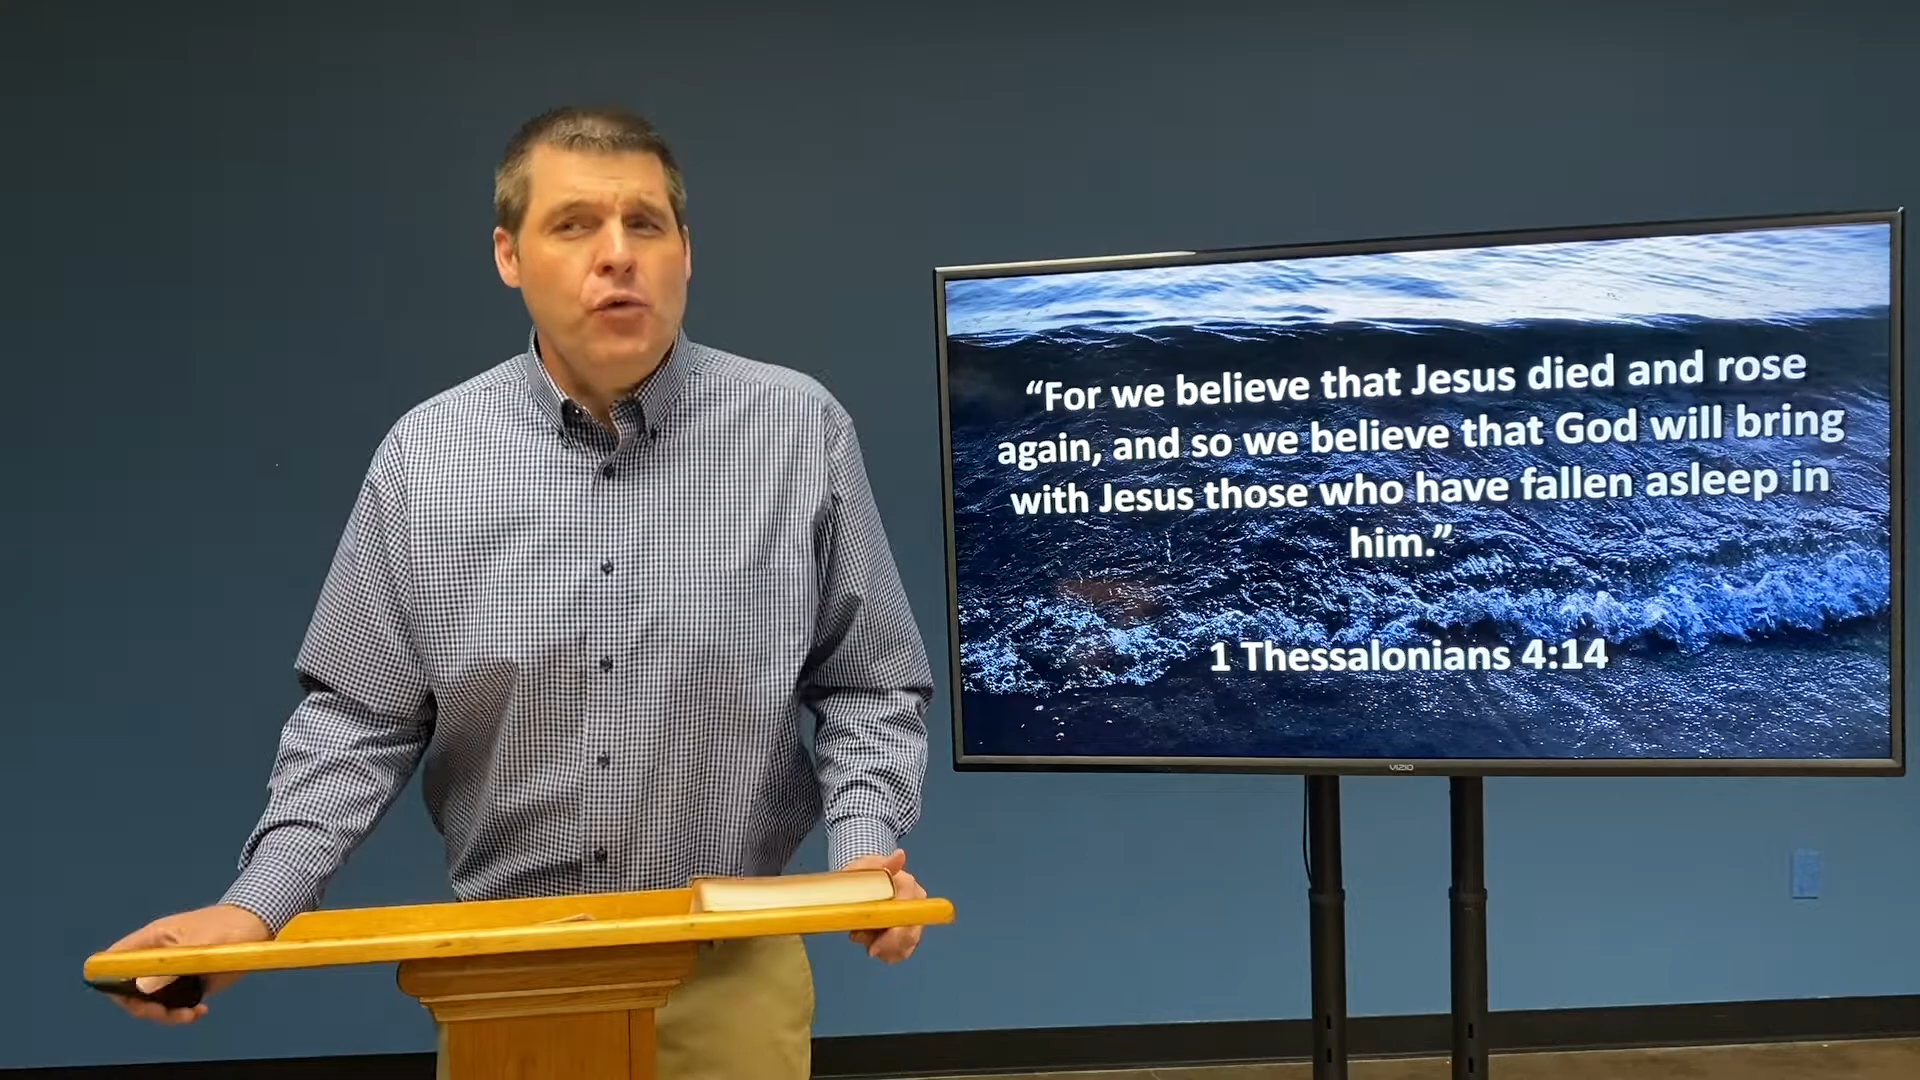 “For we believe that Jesus died and rose
again, and so we believe that God will bring
with Jesus those who have fallen asleep in
him.”
1 Thessalonians 4:14
VIZIO